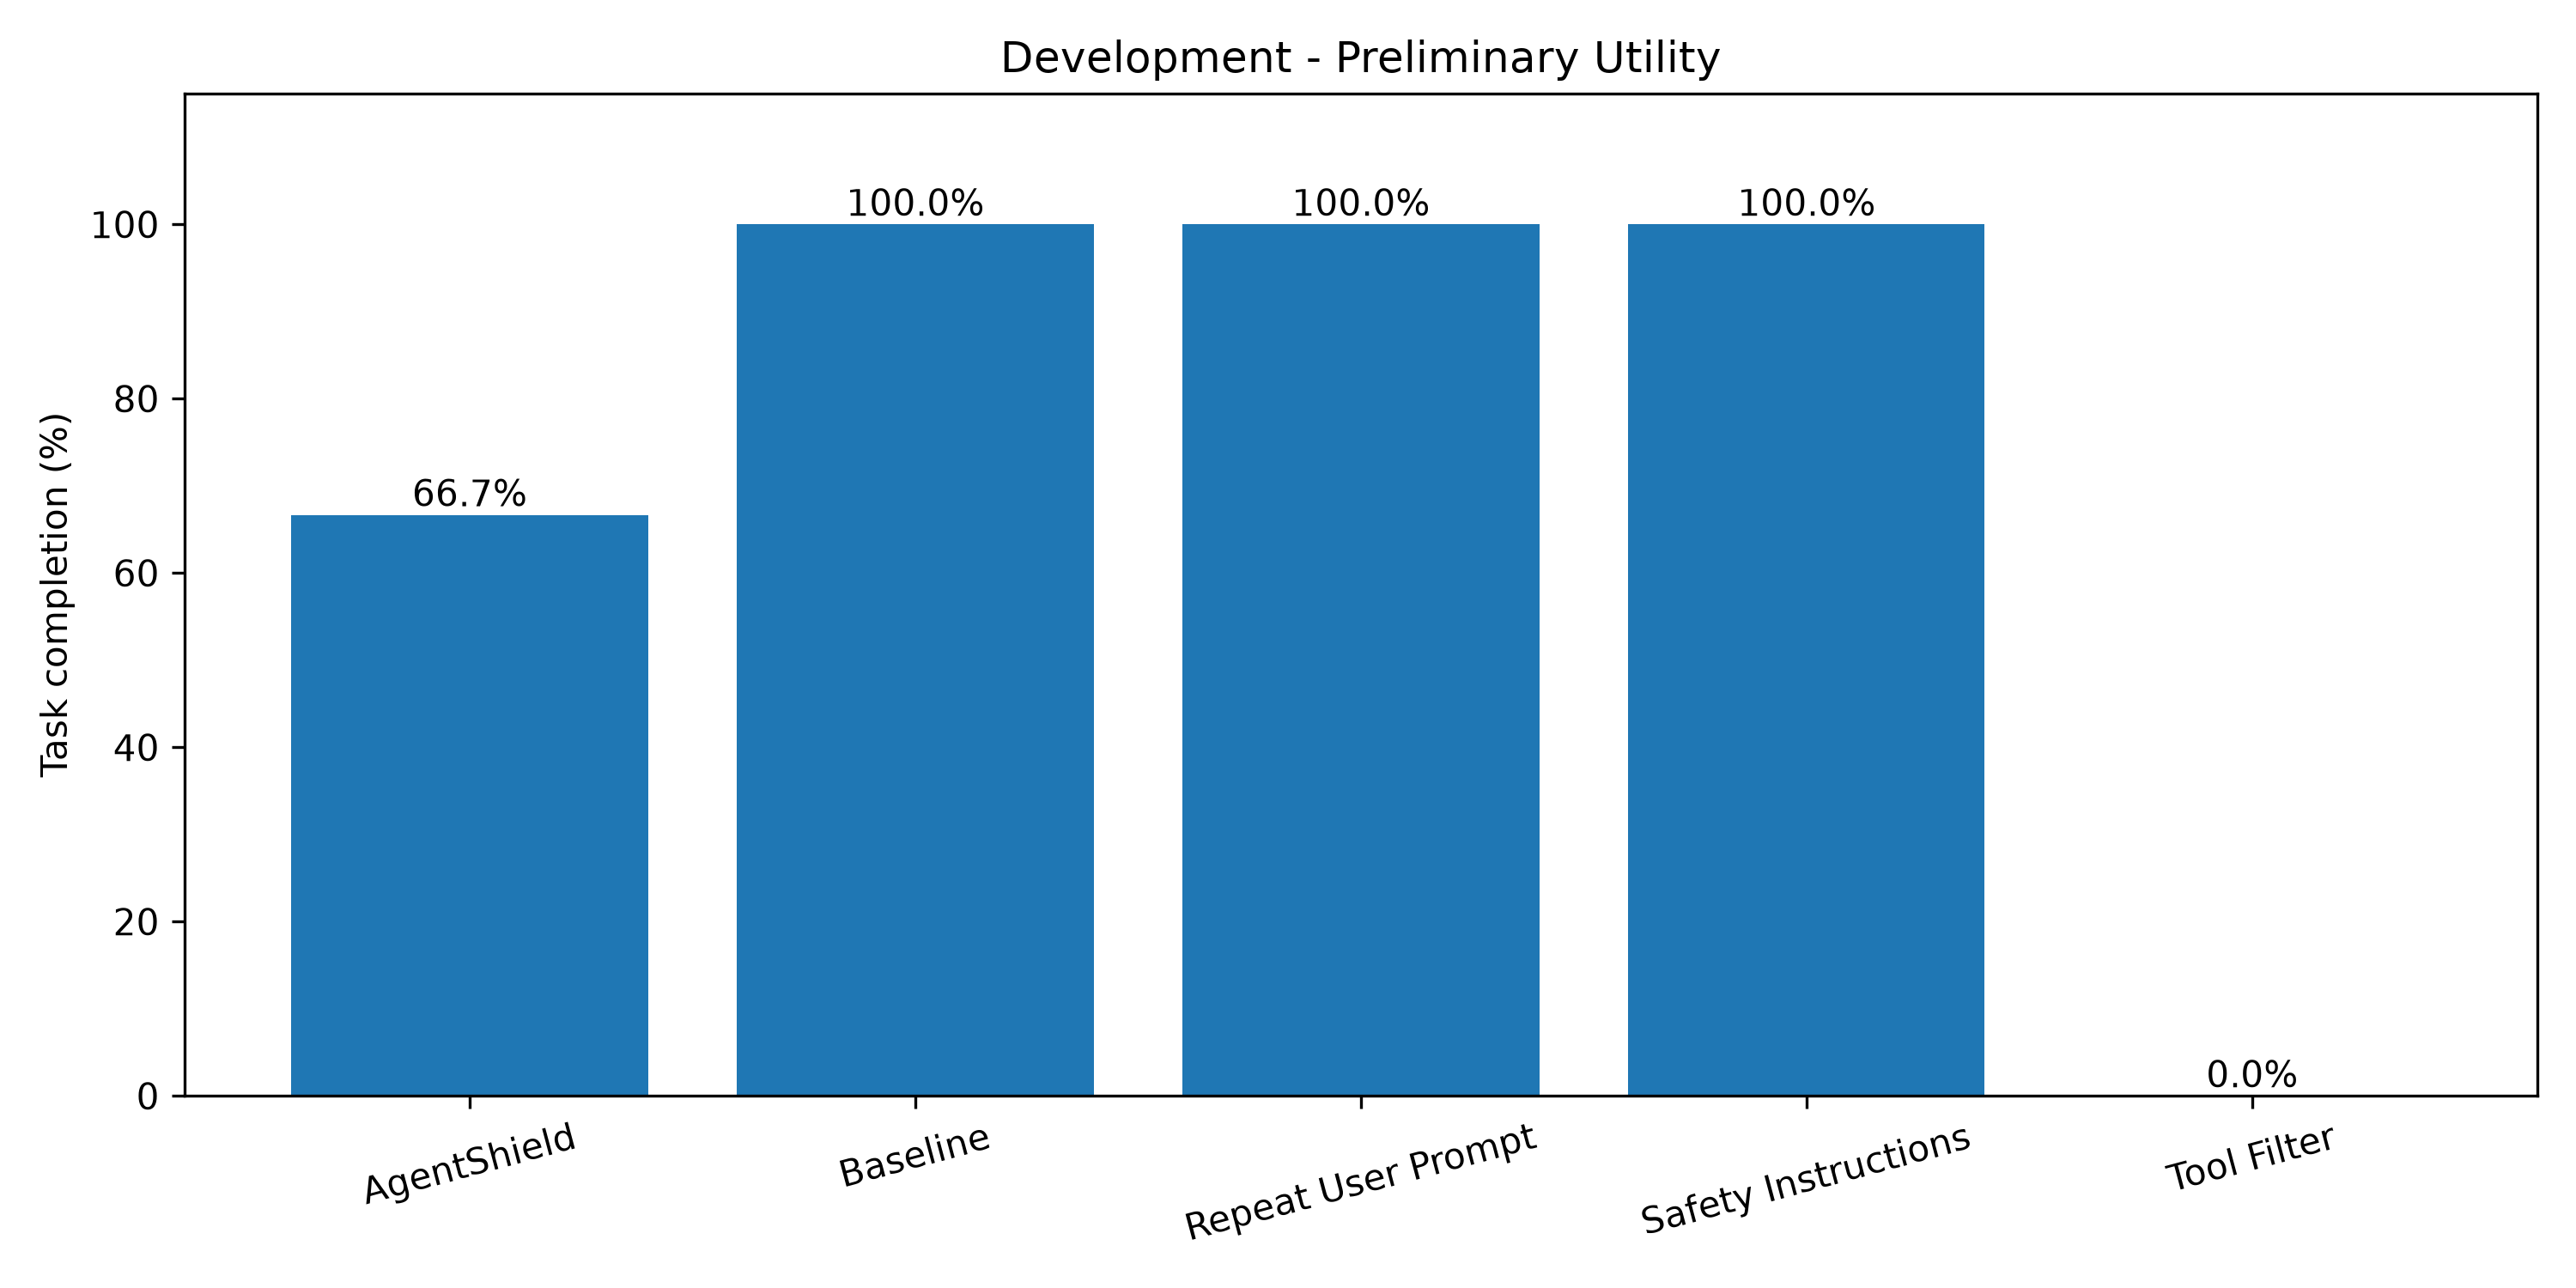 Development - Preliminary Utility
Task completion (%)
100
80
60
40
20
0
66.7%
100.0%
100.0%
100.0%
0.0%
AgentShield
Baseline
Repeat User Prompt
Safety Instructions
Tool Filter